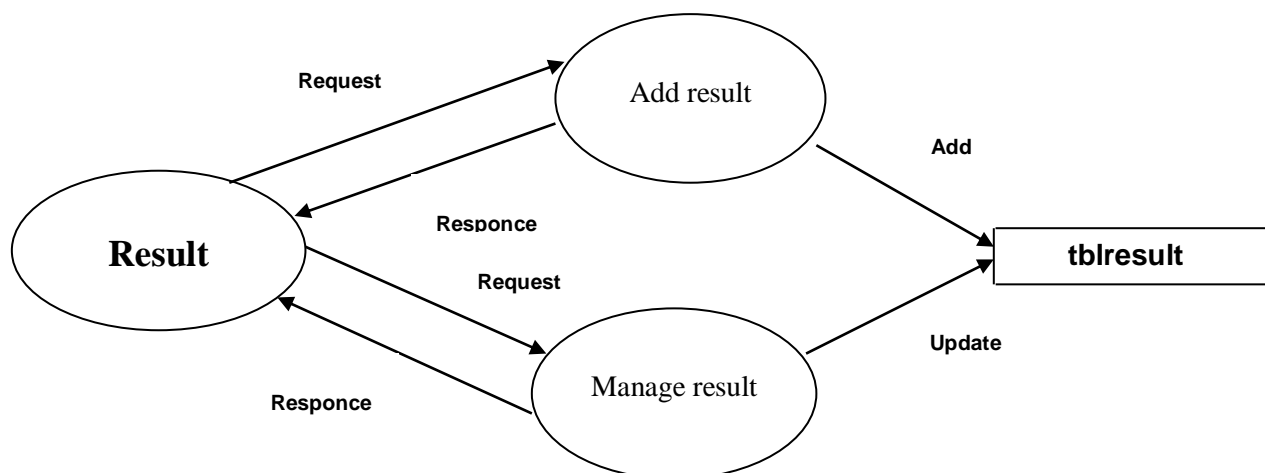 Request
Add result
Add
Responce
Result
tblresult
Request
Update
Manage result
Responce